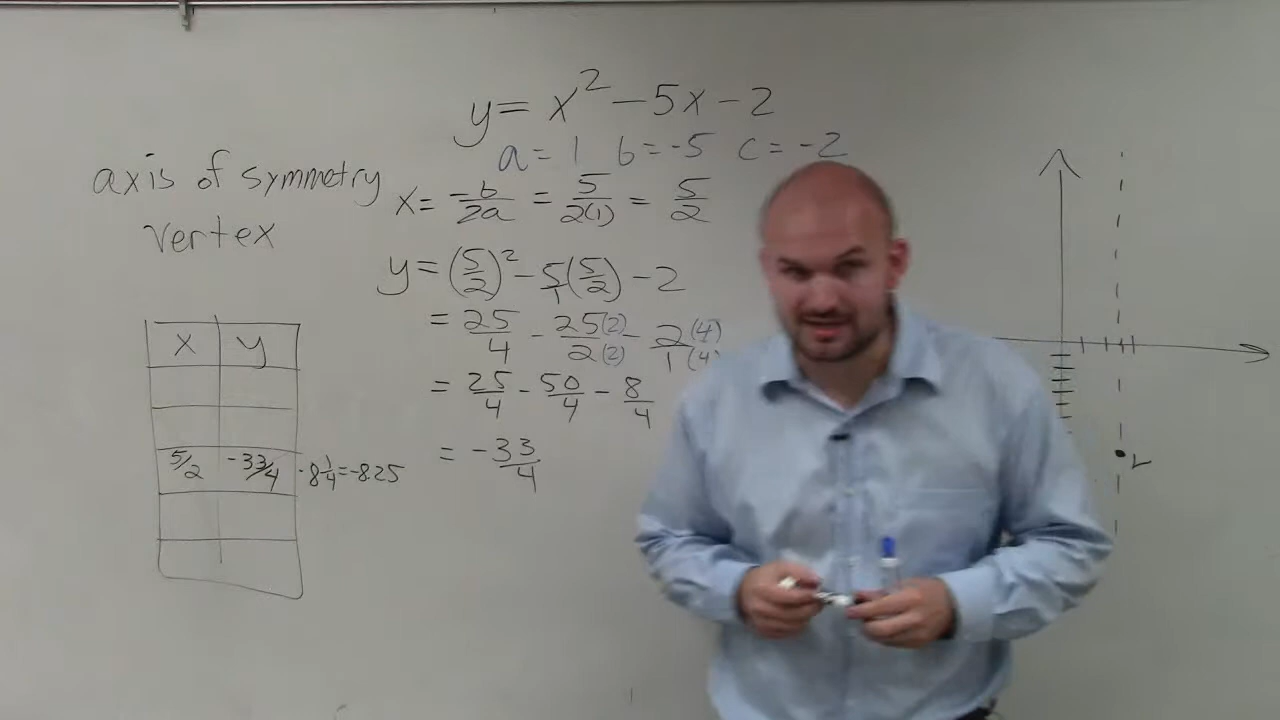 y = x² - 5x - 2
a = 1 b = -5 c = -2
axis of symmetry
vertex
x = -b/2a = 5/2(1) = 5/2
y = (5/2)² - 5/1(5/2) - 2
= 25/4 - 25(2)/2(2) - 2(4)/1(4)
= 25/4 - 50/4 - 8/4
= -33/4
x y
5/2 -33/4 -8 1/4 = -8.25